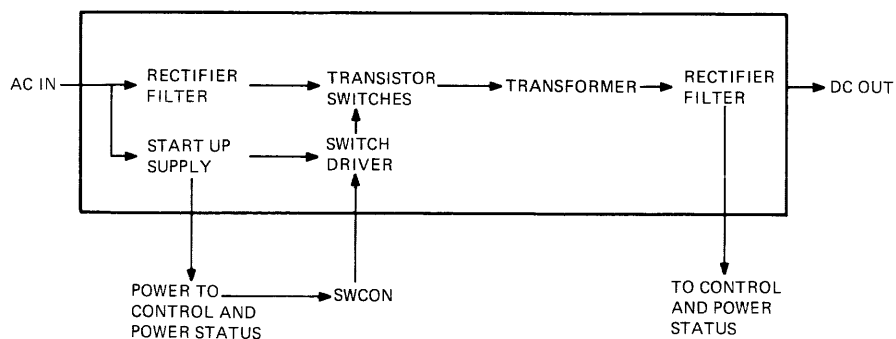 AC IN
RECTIFIER
FILTER
TRANSISTOR
SWITCHES
TRANSFORMER
RECTIFIER
FILTER
DC OUT
START UP
SUPPLY
SWITCH
DRIVER
POWER TO
CONTROL AND
POWER STATUS
SWCON
TO CONTROL
AND POWER
STATUS